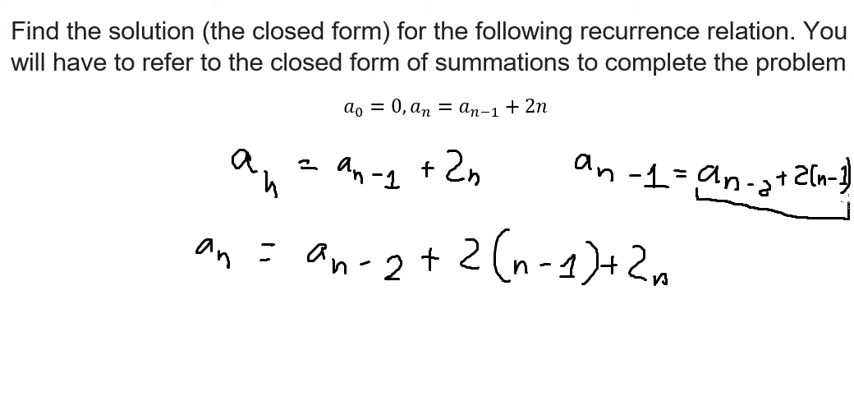 Find the solution (the closed form) for the following recurrence relation. You
will have to refer to the closed form of summations to complete the problem
a₀ = 0, aₙ = aₙ₋₁ + 2n
aₙ = aₙ₋₁ + 2n aₙ₋₁ = aₙ₋₂ + 2(n-1)
aₙ = aₙ₋₂ + 2(n-1) + 2n